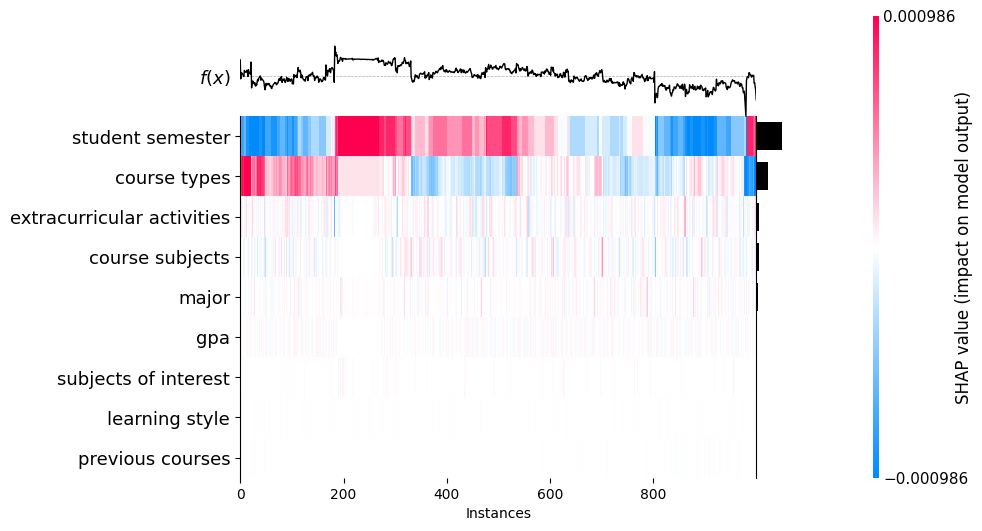 0.000986
f(x)
student semester
course types
extracurricular activities
course subjects
major
gpa
subjects of interest
learning style
previous courses
0 200 400 600 800
Instances
SHAP value (impact on model output)
−0.000986